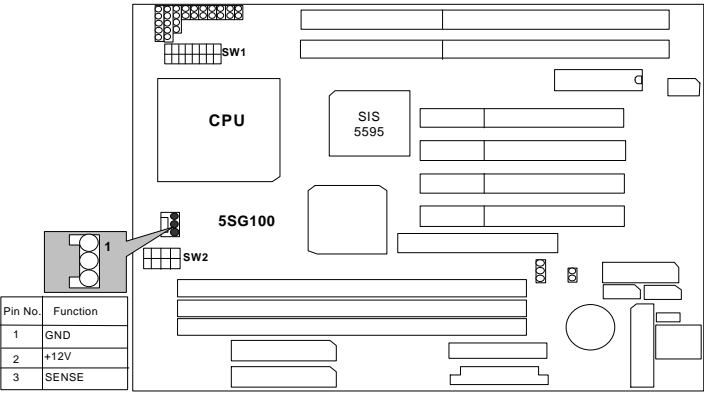 SW1
CPU
SIS
5595
5SG100
1
SW2
Pin No. Function
1 GND
2 +12V
3 SENSE